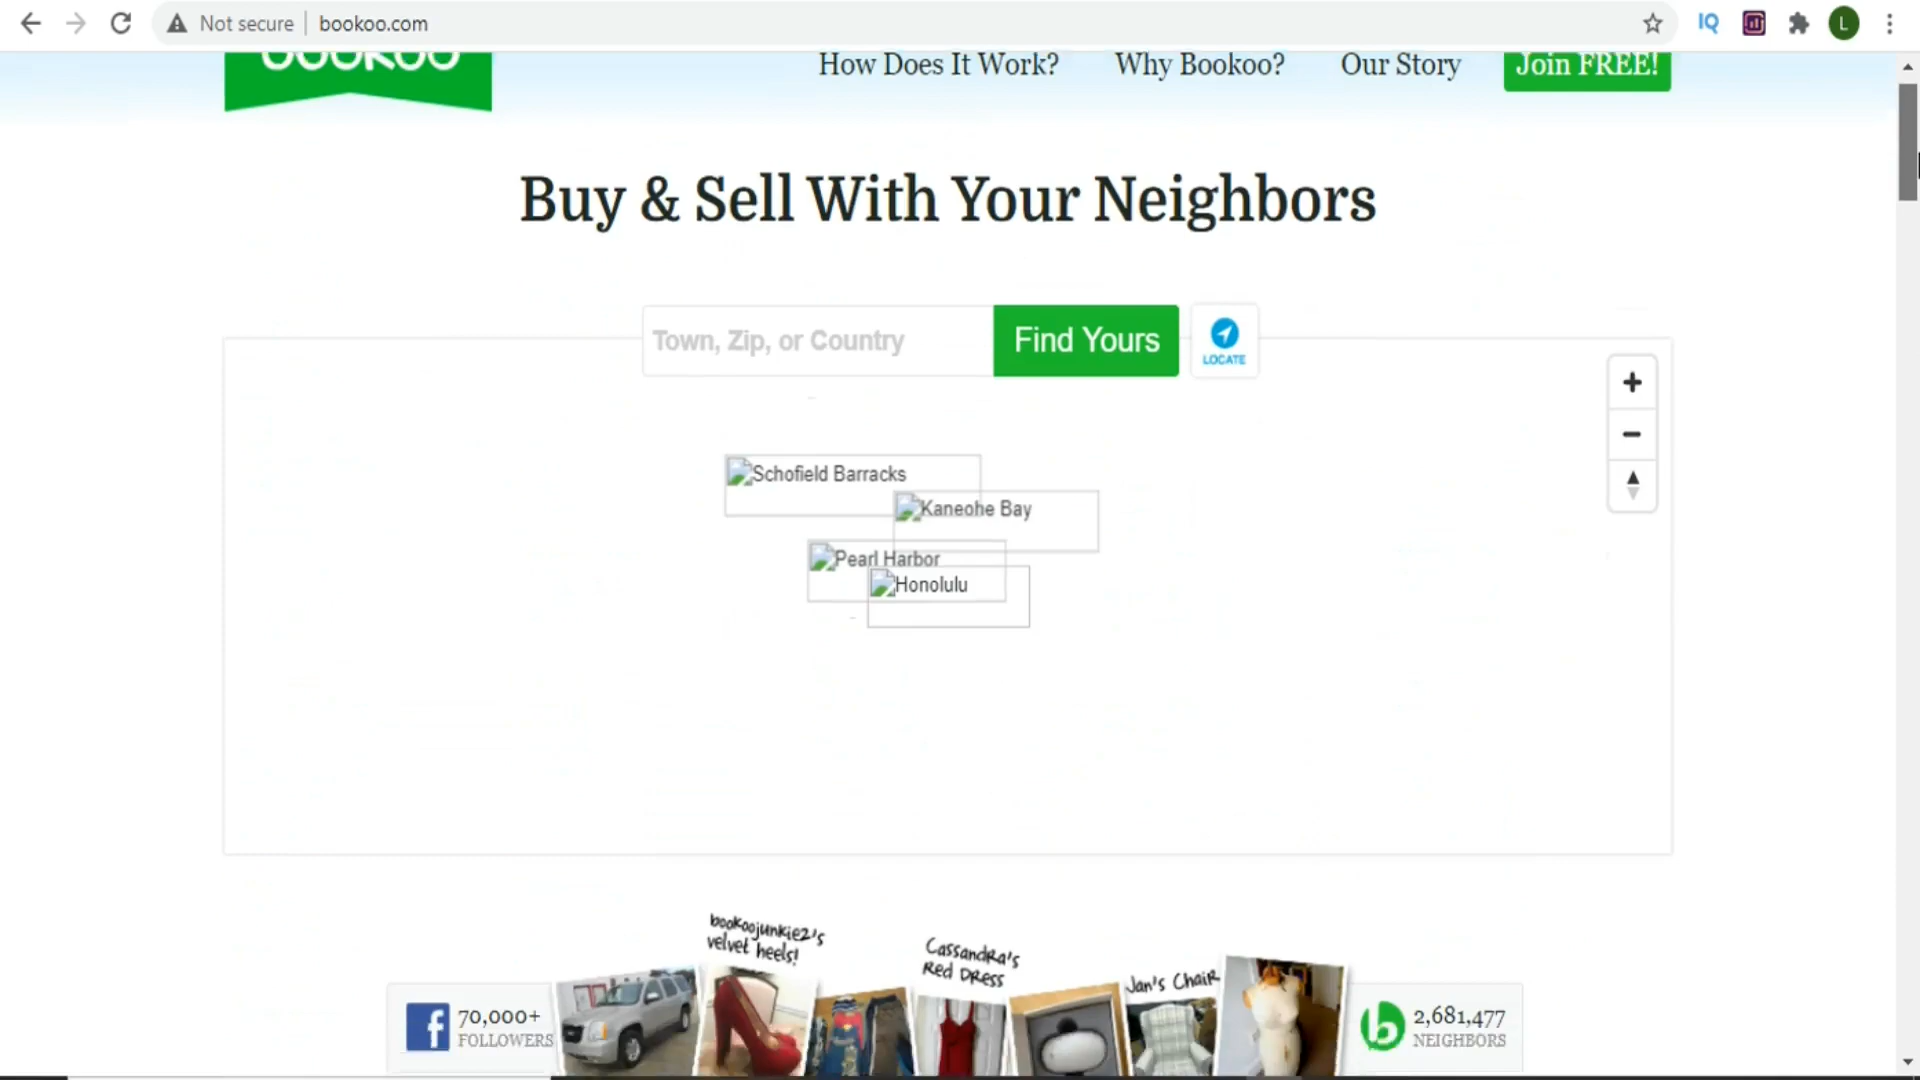 Not secure bookoo.com
IQ
L
bookoo
How Does It Work?
Why Bookoo?
Our Story
Join FREE!
Buy & Sell With Your Neighbors
Town, Zip, or Country
Find Yours
LOCATE
Schofield Barracks
Kaneohe Bay
Pearl Harbor
Honolulu
bookoojunkie2's
velvet heels!
Cassandra's
Red Dress
Jan's Chair
70,000+
FOLLOWERS
2,681,477
NEIGHBORS